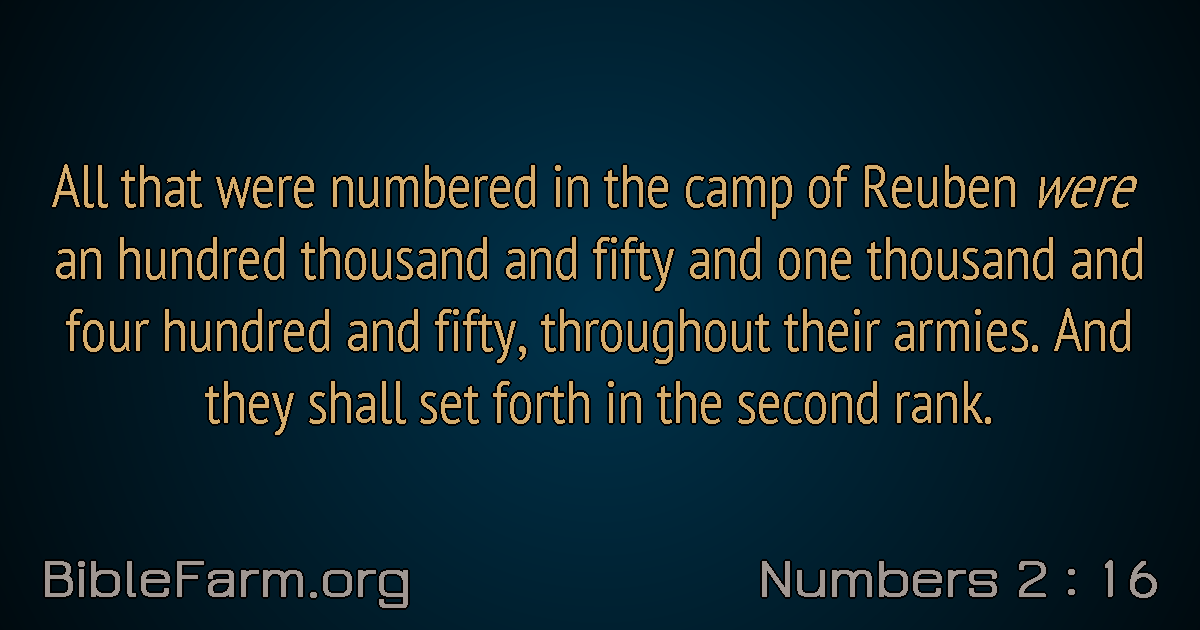 All that were numbered in the camp of Reuben were
an hundred thousand and fifty and one thousand and
four hundred and fifty, throughout their armies. And
they shall set forth in the second rank.
BibleFarm.org
Numbers 2 : 16